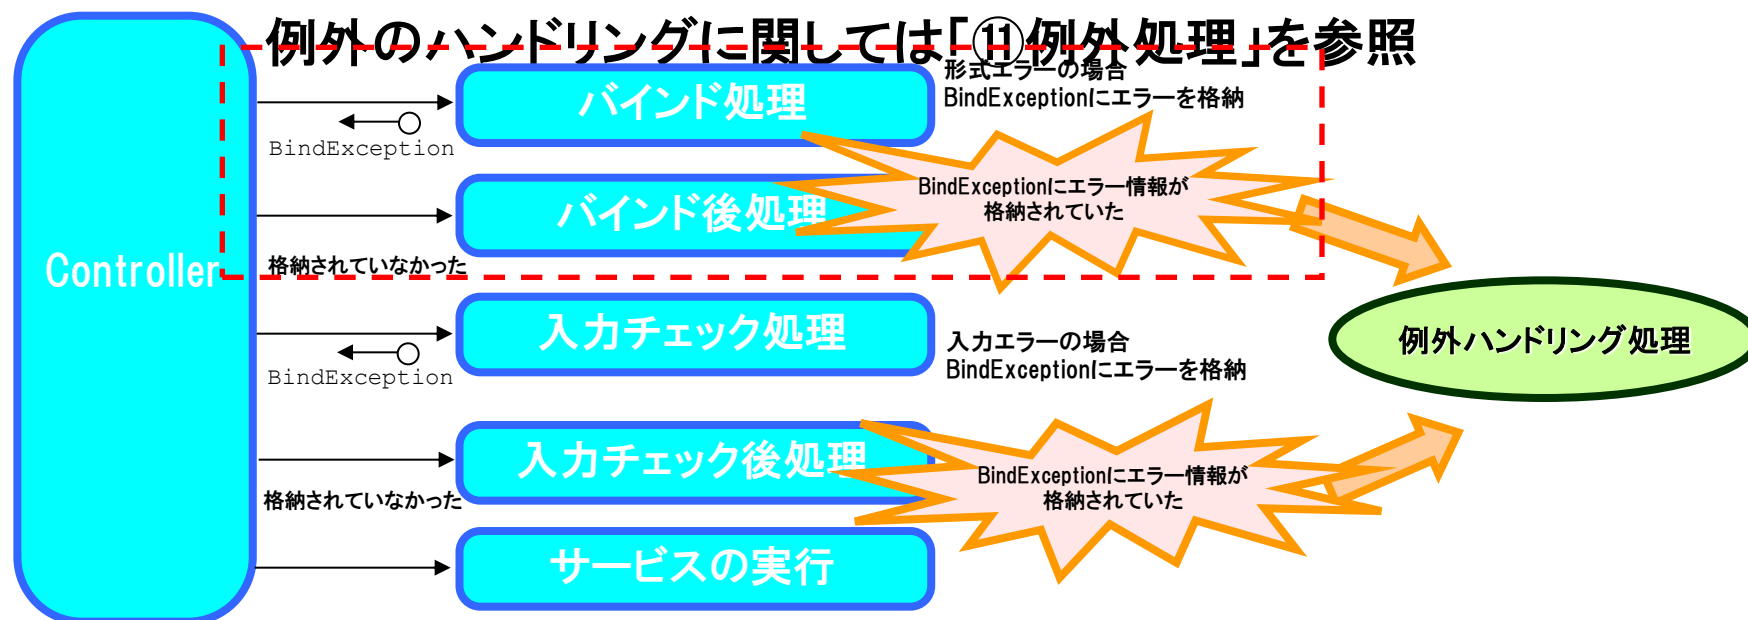 例外のハンドリングに関しては「⑪例外処理」を参照
形式エラーの場合
BindExceptionにエラーを格納
バインド処理
BindException
BindExceptionにエラー情報が
格納されていた
バインド後処理
Controller
格納されていなかった
入力チェック処理
入力エラーの場合
BindExceptionにエラーを格納
例外ハンドリング処理
BindException
入力チェック後処理
BindExceptionにエラー情報が
格納されていた
格納されていなかった
サービスの実行